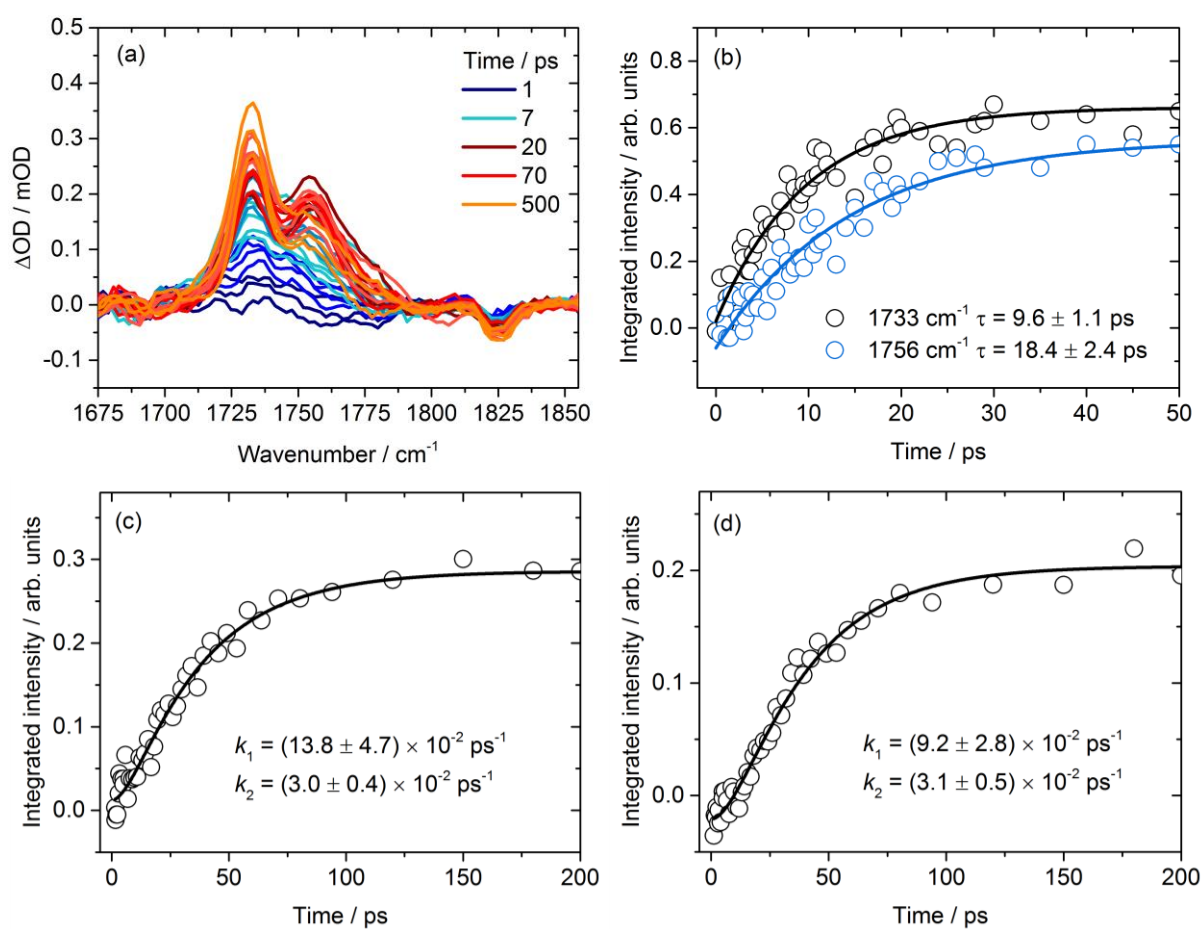 (a)
Time / ps
1
7
20
70
500
0.5
0.4
0.3
0.2
0.1
0.0
-0.1
ΔOD / mOD
1675 1700 1725 1750 1775 1800 1825 1850
Wavenumber / cm⁻¹
(b)
0.8
0.6
0.4
0.2
0.0
Integrated intensity / arb. units
1733 cm⁻¹ τ = 9.6 ± 1.1 ps
1756 cm⁻¹ τ = 18.4 ± 2.4 ps
0 10 20 30 40 50
Time / ps
(c)
0.3
0.2
0.1
0.0
Integrated intensity / arb. units
k₁ = (13.8 ± 4.7) × 10⁻² ps⁻¹
k₂ = (3.0 ± 0.4) × 10⁻² ps⁻¹
0 50 100 150 200
Time / ps
(d)
0.2
0.1
0.0
Integrated intensity / arb. units
k₁ = (9.2 ± 2.8) × 10⁻² ps⁻¹
k₂ = (3.1 ± 0.5) × 10⁻² ps⁻¹
0 50 100 150 200
Time / ps